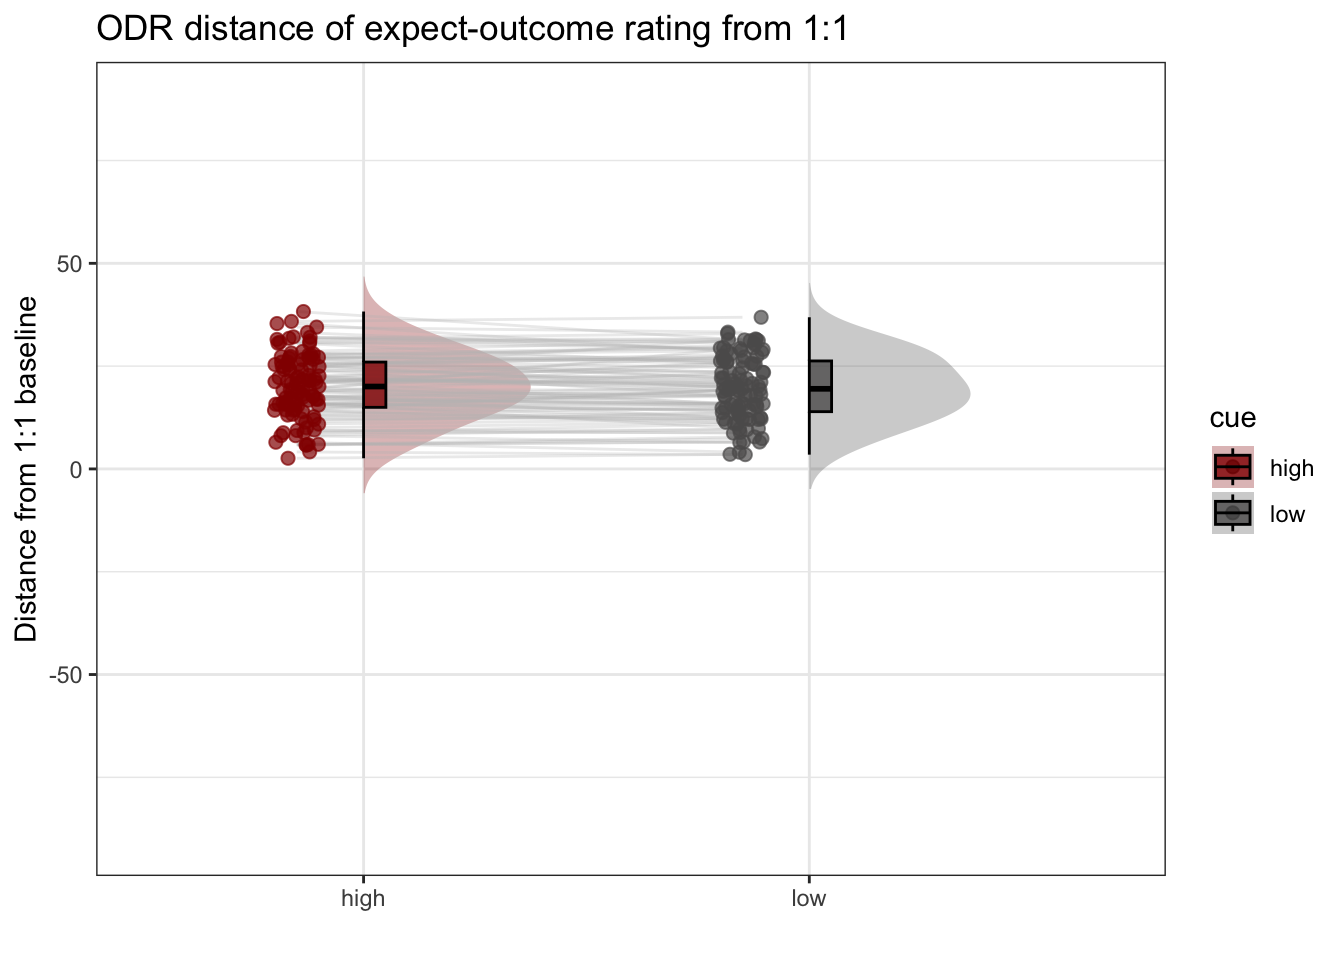 ODR distance of expect-outcome rating from 1:1
Distance from 1:1 baseline
50
0
-50
high
low
cue
high
low